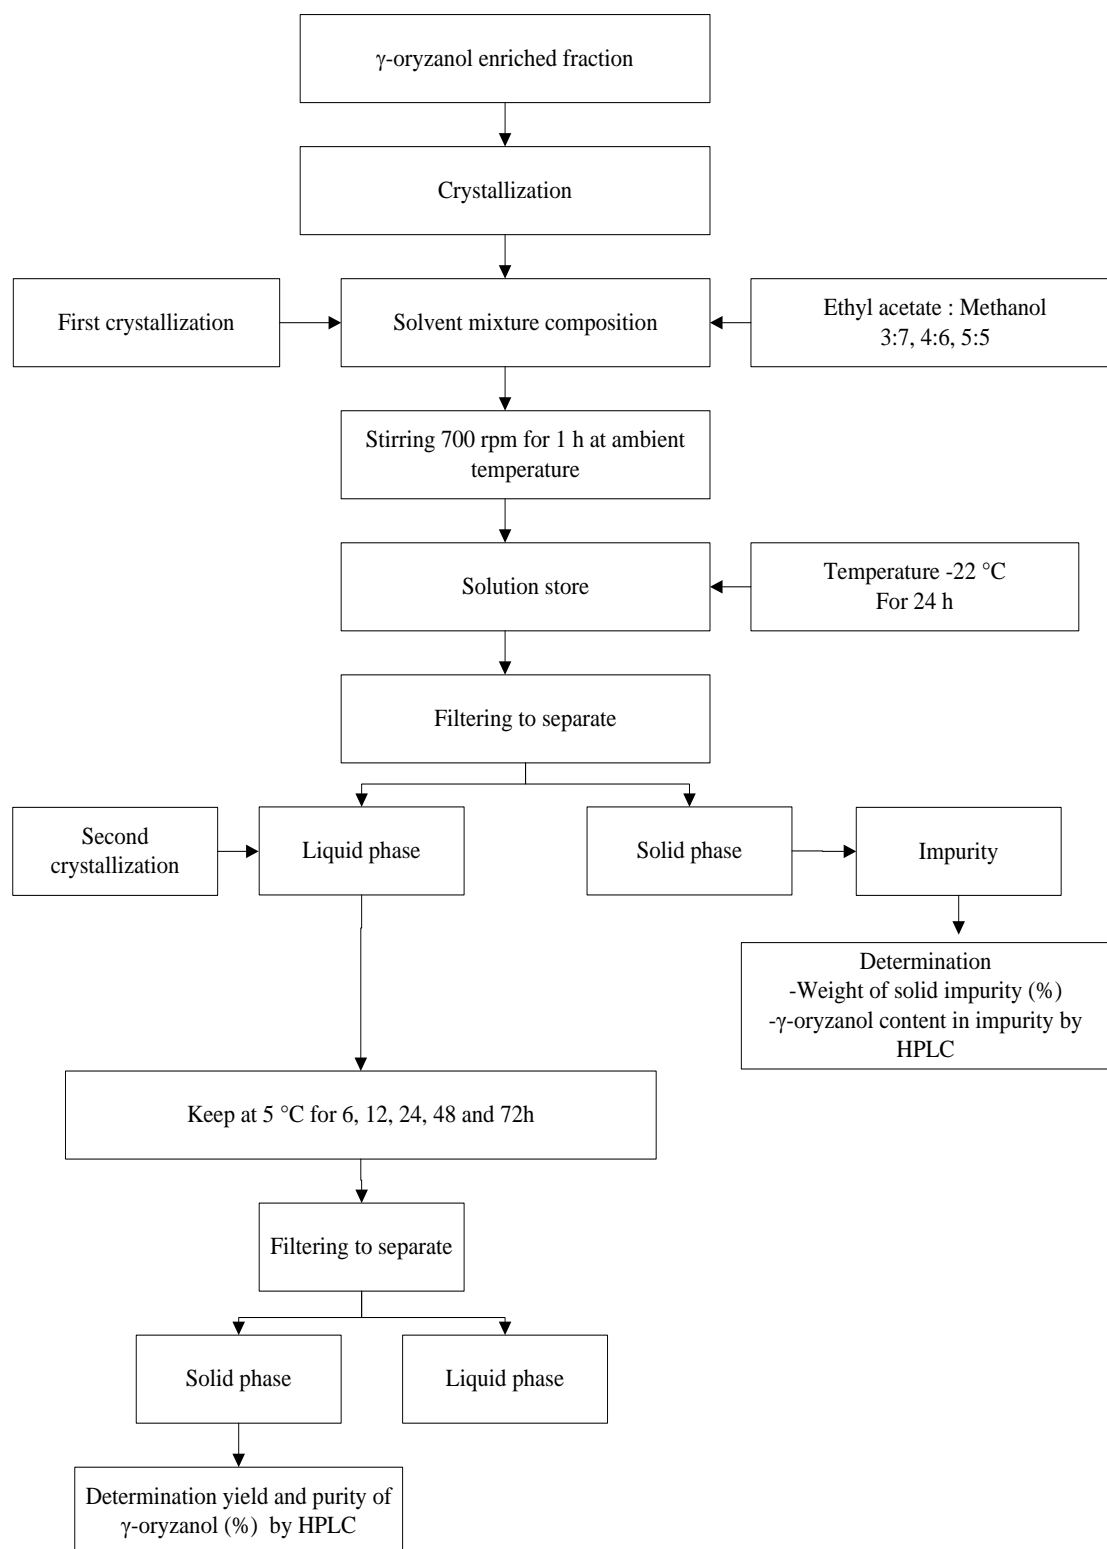 γ-oryzanol enriched fraction
Crystallization
First crystallization
Solvent mixture composition
Ethyl acetate : Methanol
3:7, 4:6, 5:5
Stirring 700 rpm for 1 h at ambient
temperature
Solution store
Temperature -22 °C
For 24 h
Filtering to separate
Second
crystallization
Liquid phase
Solid phase
Impurity
Determination
-Weight of solid impurity (%)
-γ-oryzanol content in impurity by
HPLC
Keep at 5 °C for 6, 12, 24, 48 and 72h
Filtering to separate
Solid phase
Liquid phase
Determination yield and purity of
γ-oryzanol (%) by HPLC